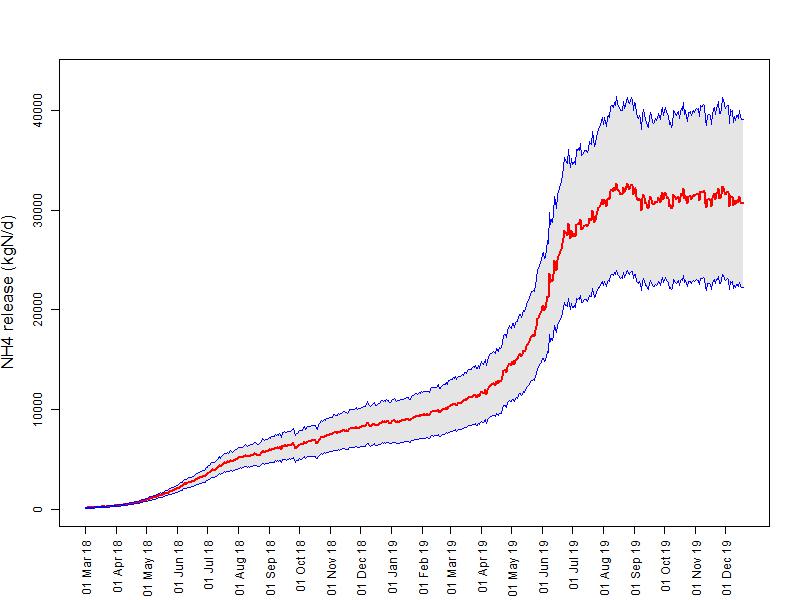 NH4 release (kgN/d)
40000
30000
20000
10000
0
01 Mar 18
01 Apr 18
01 May 18
01 Jun 18
01 Jul 18
01 Aug 18
01 Sep 18
01 Oct 18
01 Nov 18
01 Dec 18
01 Jan 19
01 Feb 19
01 Mar 19
01 Apr 19
01 May 19
01 Jun 19
01 Jul 19
01 Aug 19
01 Sep 19
01 Oct 19
01 Nov 19
01 Dec 19